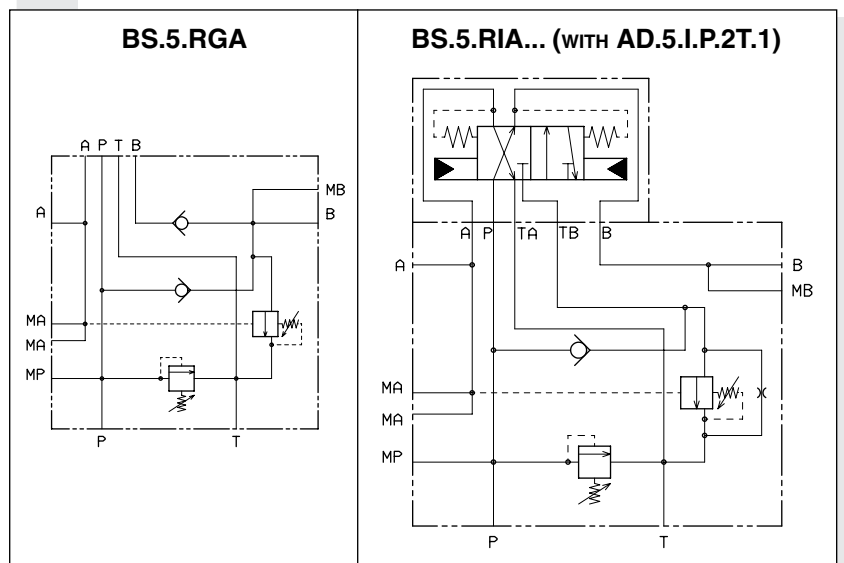 BS.5.RGA
BS.5.RIA... (WITH AD.5.I.P.2T.1)
A P T B
MB
A
B
MA
MA
MP
P T
A P TA TB B
A
B
MB
MA
MA
MP
P T